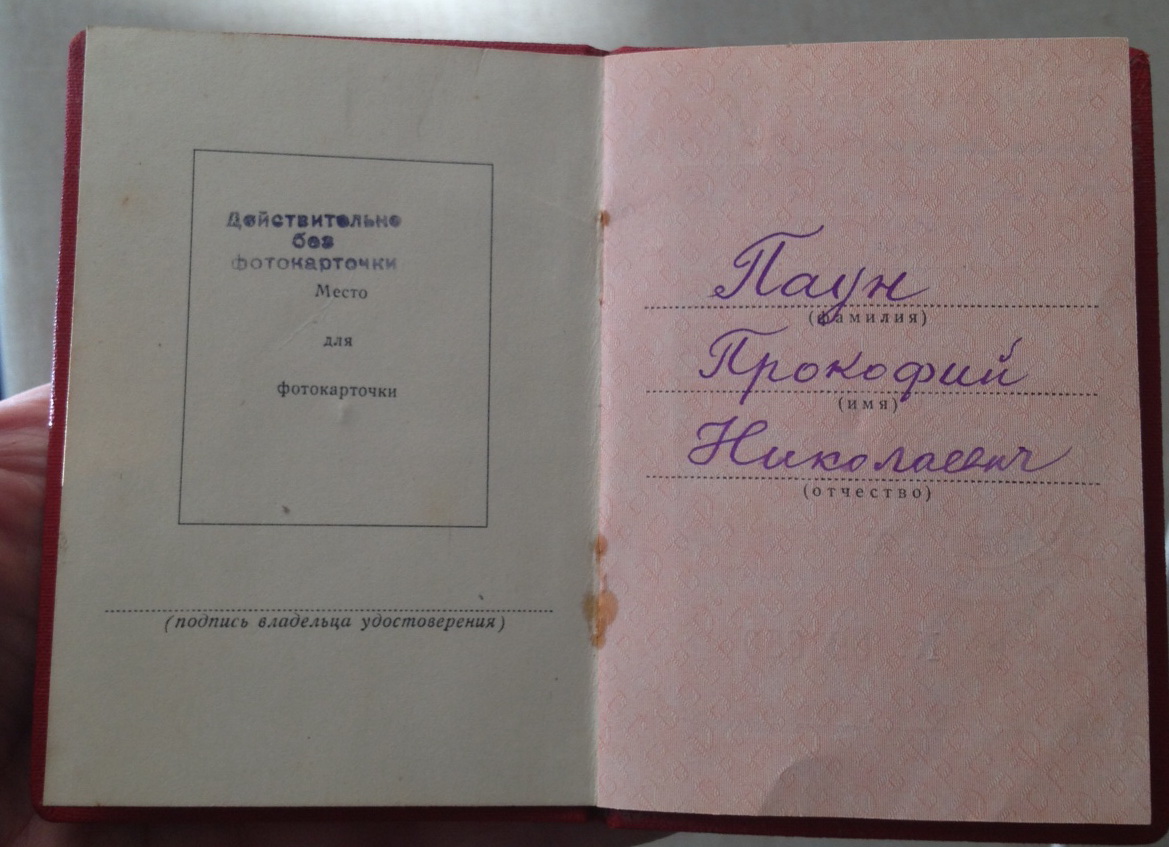 Действительно
без
фотокарточки
Место
для
фотокарточки
(подпись владельца удостоверения)
Паун
(фамилия)
Прокофий
(имя)
Николаевич
(отчество)